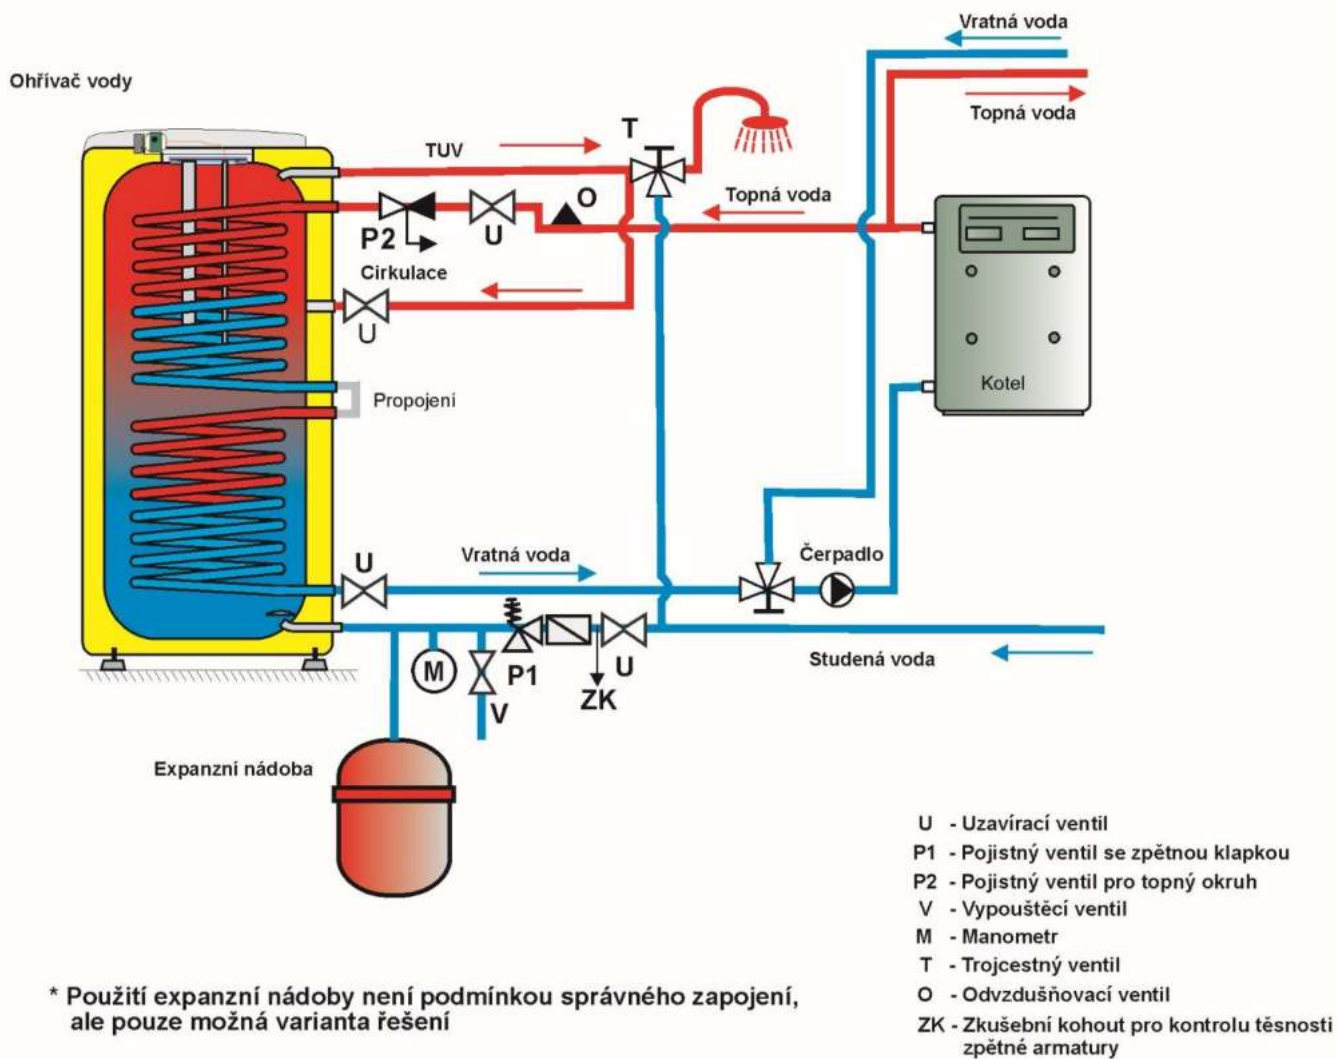 Vratná voda
Ohřívač vody
Topná voda
TUV
T
Topná voda
O
P2
U
Cirkulace
U
Kotel
Propojení
Vratná voda
U
Čerpadlo
M
P1
U
Studená voda
ZK
V
Expanzní nádoba
U - Uzavírací ventil
P1 - Pojistný ventil se zpětnou klapkou
P2 - Pojistný ventil pro topný okruh
V - Vypouštěcí ventil
M - Manometr
T - Trojcestný ventil
O - Odvzdušňovací ventil
ZK - Zkušební kohout pro kontrolu těsnosti
zpětné armatury
* Použití expanzní nádoby není podmínkou správného zapojení,
ale pouze možná varianta řešení